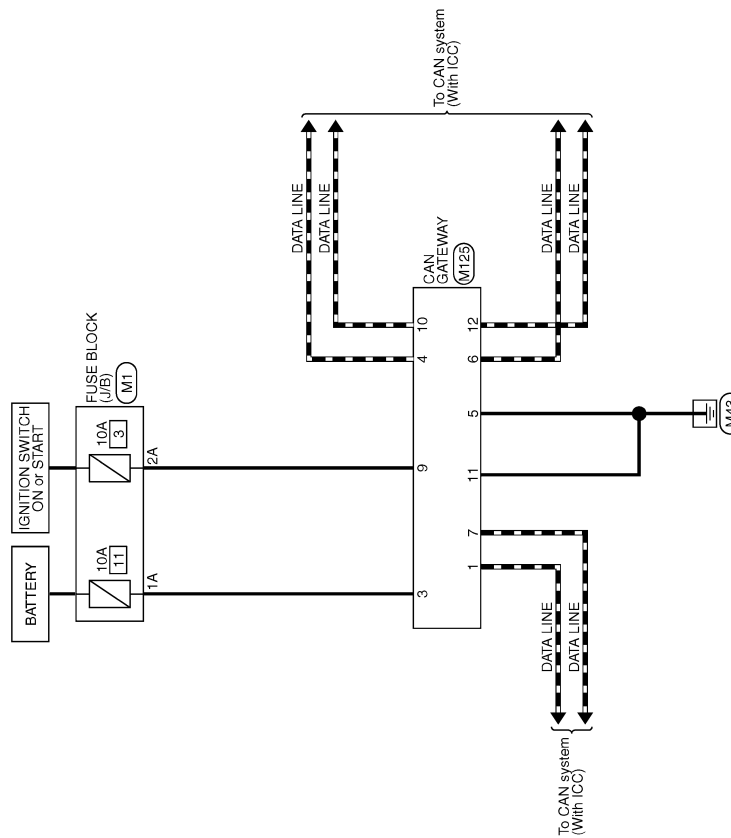 BATTERY
IGNITION SWITCH
ON or START
FUSE BLOCK
(J/B)
M1
10A
11
10A
3
1A
2A
CAN
GATEWAY
M125
3
9
4
10
1
7
11
5
6
12
DATA LINE
DATA LINE
To CAN system
(With ICC)
DATA LINE
DATA LINE
DATA LINE
DATA LINE
To CAN system
(With ICC)